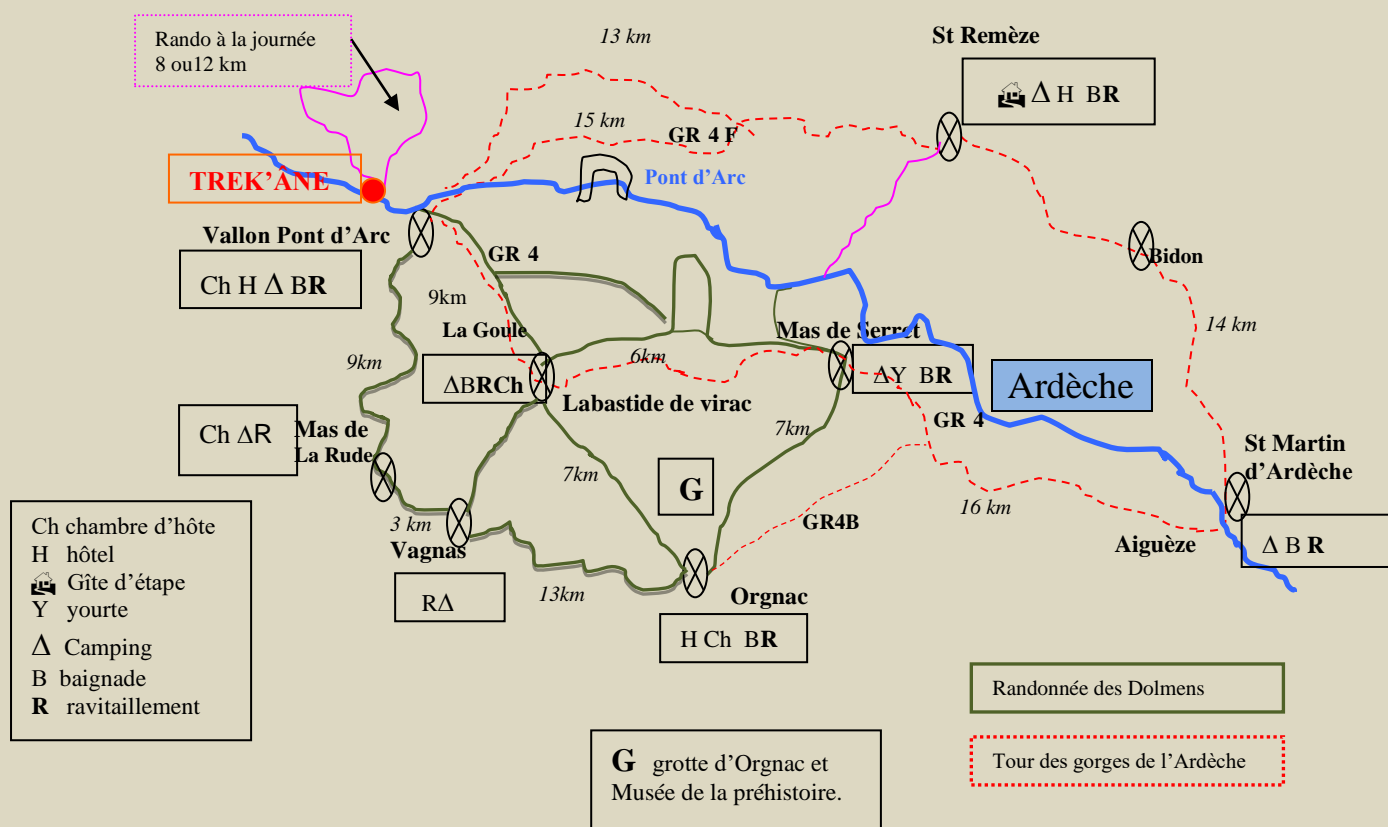 Rando à la journée
8 ou12 km
13 km
St Remèze
Δ H BR
15 km
GR 4 F
TREK’ÂNE
Pont d’Arc
Vallon Pont d’Arc
GR 4
Bidon
Ch H Δ BR
9km
La Goule
Mas de Serret
14 km
9km
6km
ΔBRCh
ΔY BR
Ardèche
Labastide de virac
GR 4
Ch ΔR
Mas de
La Rude
7km
St Martin
d’Ardèche
7km
G
16 km
GR4B
Ch chambre d’hôte
H hôtel
Gîte d’étape
Y yourte
Δ Camping
B baignade
R ravitaillement
3 km
Vagnas
Aiguèze
Δ B R
13km
Orgnac
RΔ
H Ch BR
Randonnée des Dolmens
G grotte d’Orgnac et
Musée de la préhistoire.
Tour des gorges de l’Ardèche